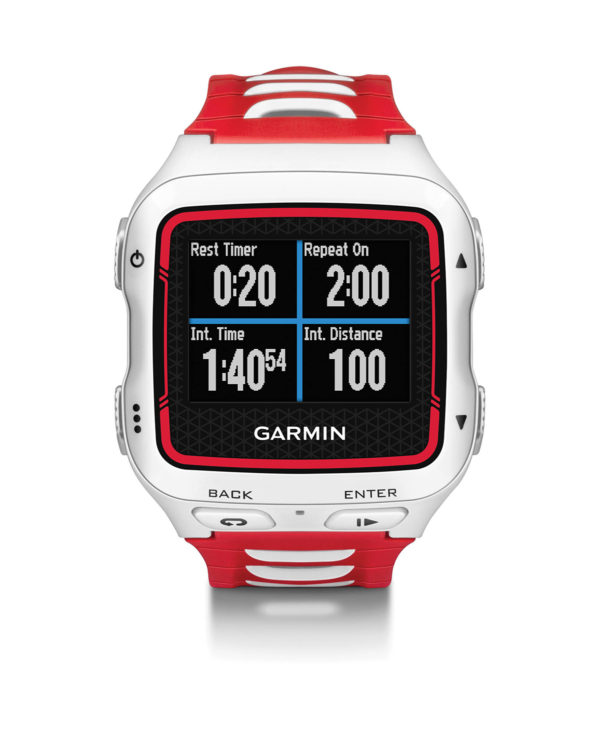 Rest Timer
0:20
Repeat On
2:00
Int. Time
1:4054
Int. Distance
100
GARMIN
BACK
ENTER